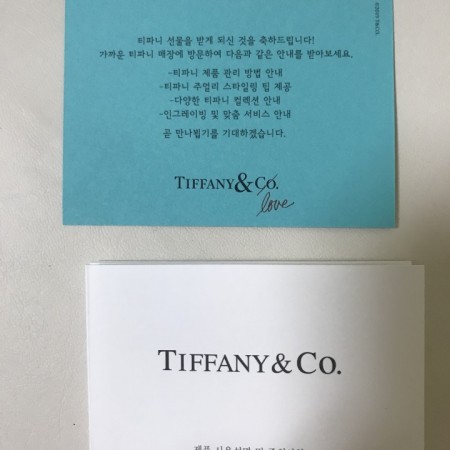 티파니 선물을 받게 되신 것을 축하드립니다!
가까운 티파니 매장에 방문하여 다음과 같은 안내를 받아보세요.
-티파니 제품 관리 방법 안내
-티파니 주얼리 스타일링 팁 제공
-다양한 티파니 컬렉션 안내
-인그레이빙 및 맞춤 서비스 안내
곧 만나뵙기를 기대하겠습니다.
TIFFANY & CO.
love
TIFFANY & CO.